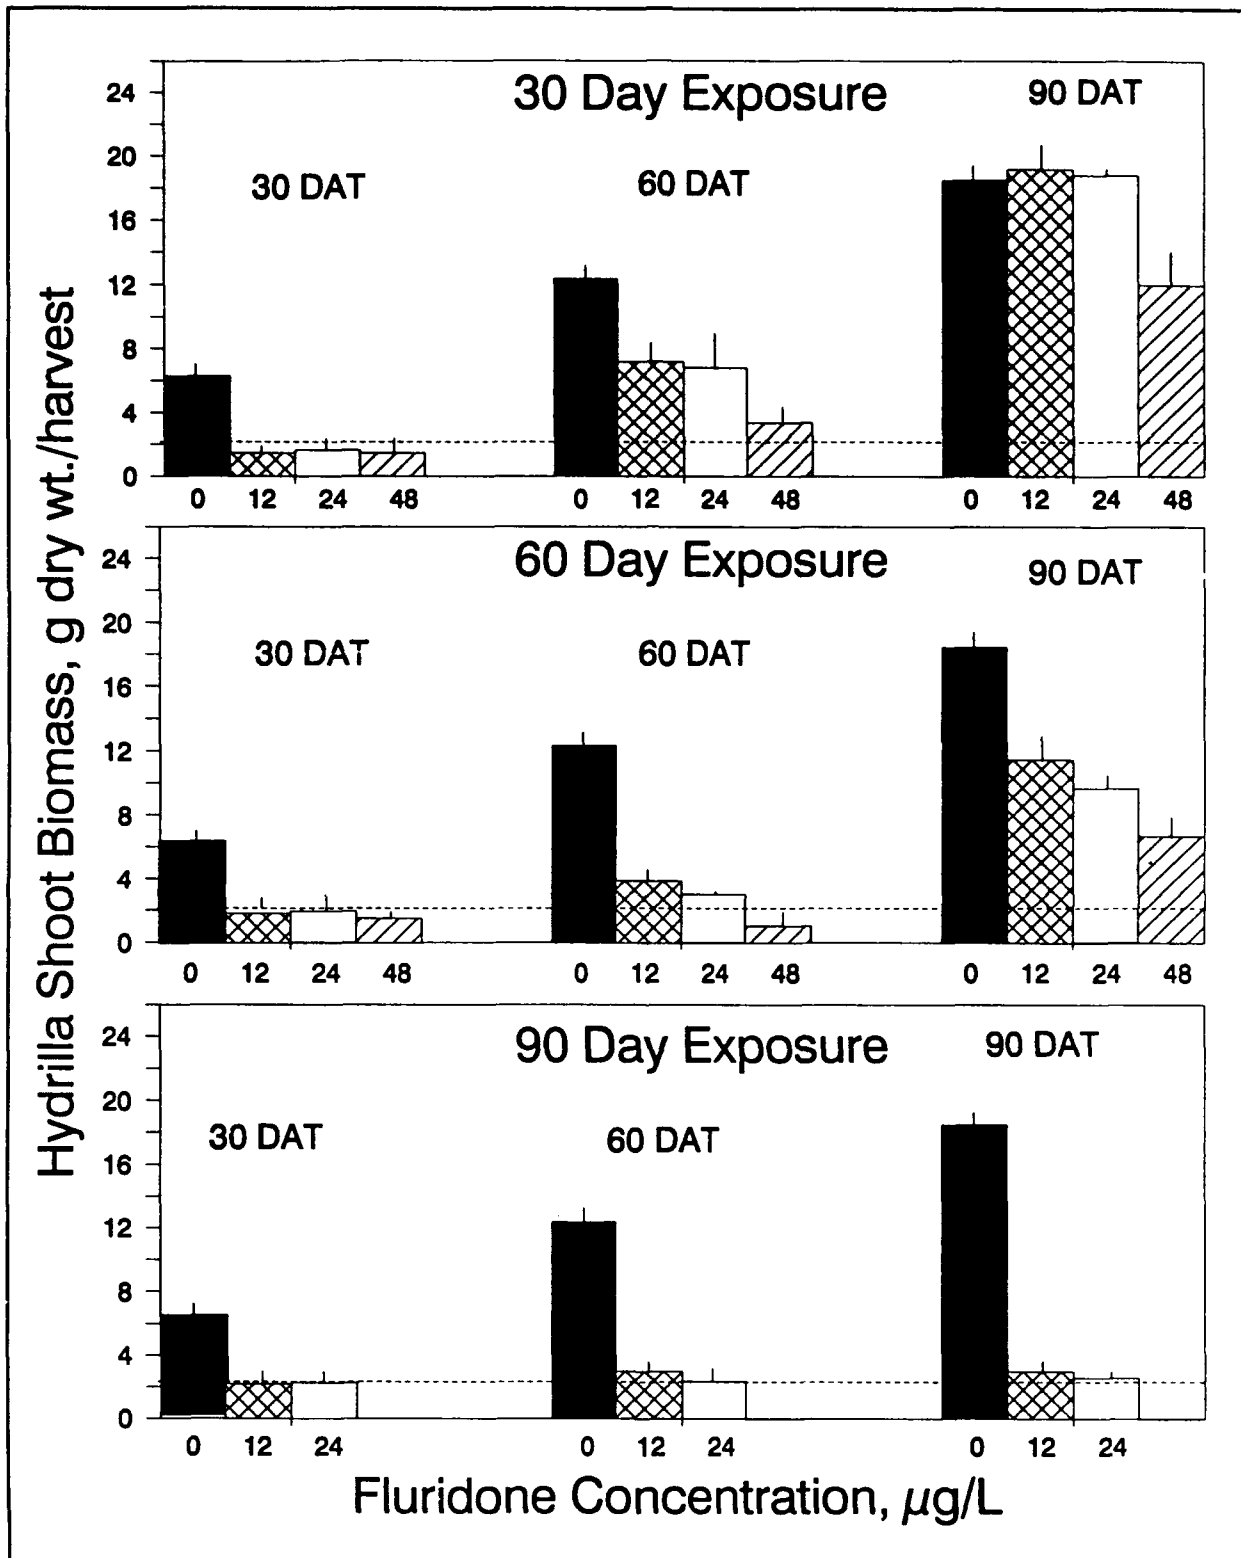 Hydrilla Shoot Biomass, g dry wt./harvest
30 Day Exposure
90 DAT
30 DAT
60 DAT
24
20
16
12
8
4
0
0 12 24 48 0 12 24 48 0 12 24 48
60 Day Exposure
90 DAT
30 DAT
60 DAT
24
20
16
12
8
4
0
0 12 24 48 0 12 24 48 0 12 24 48
90 Day Exposure
90 DAT
30 DAT
60 DAT
24
20
16
12
8
4
0
0 12 24 0 12 24 0 12 24
Fluridone Concentration, μg/L